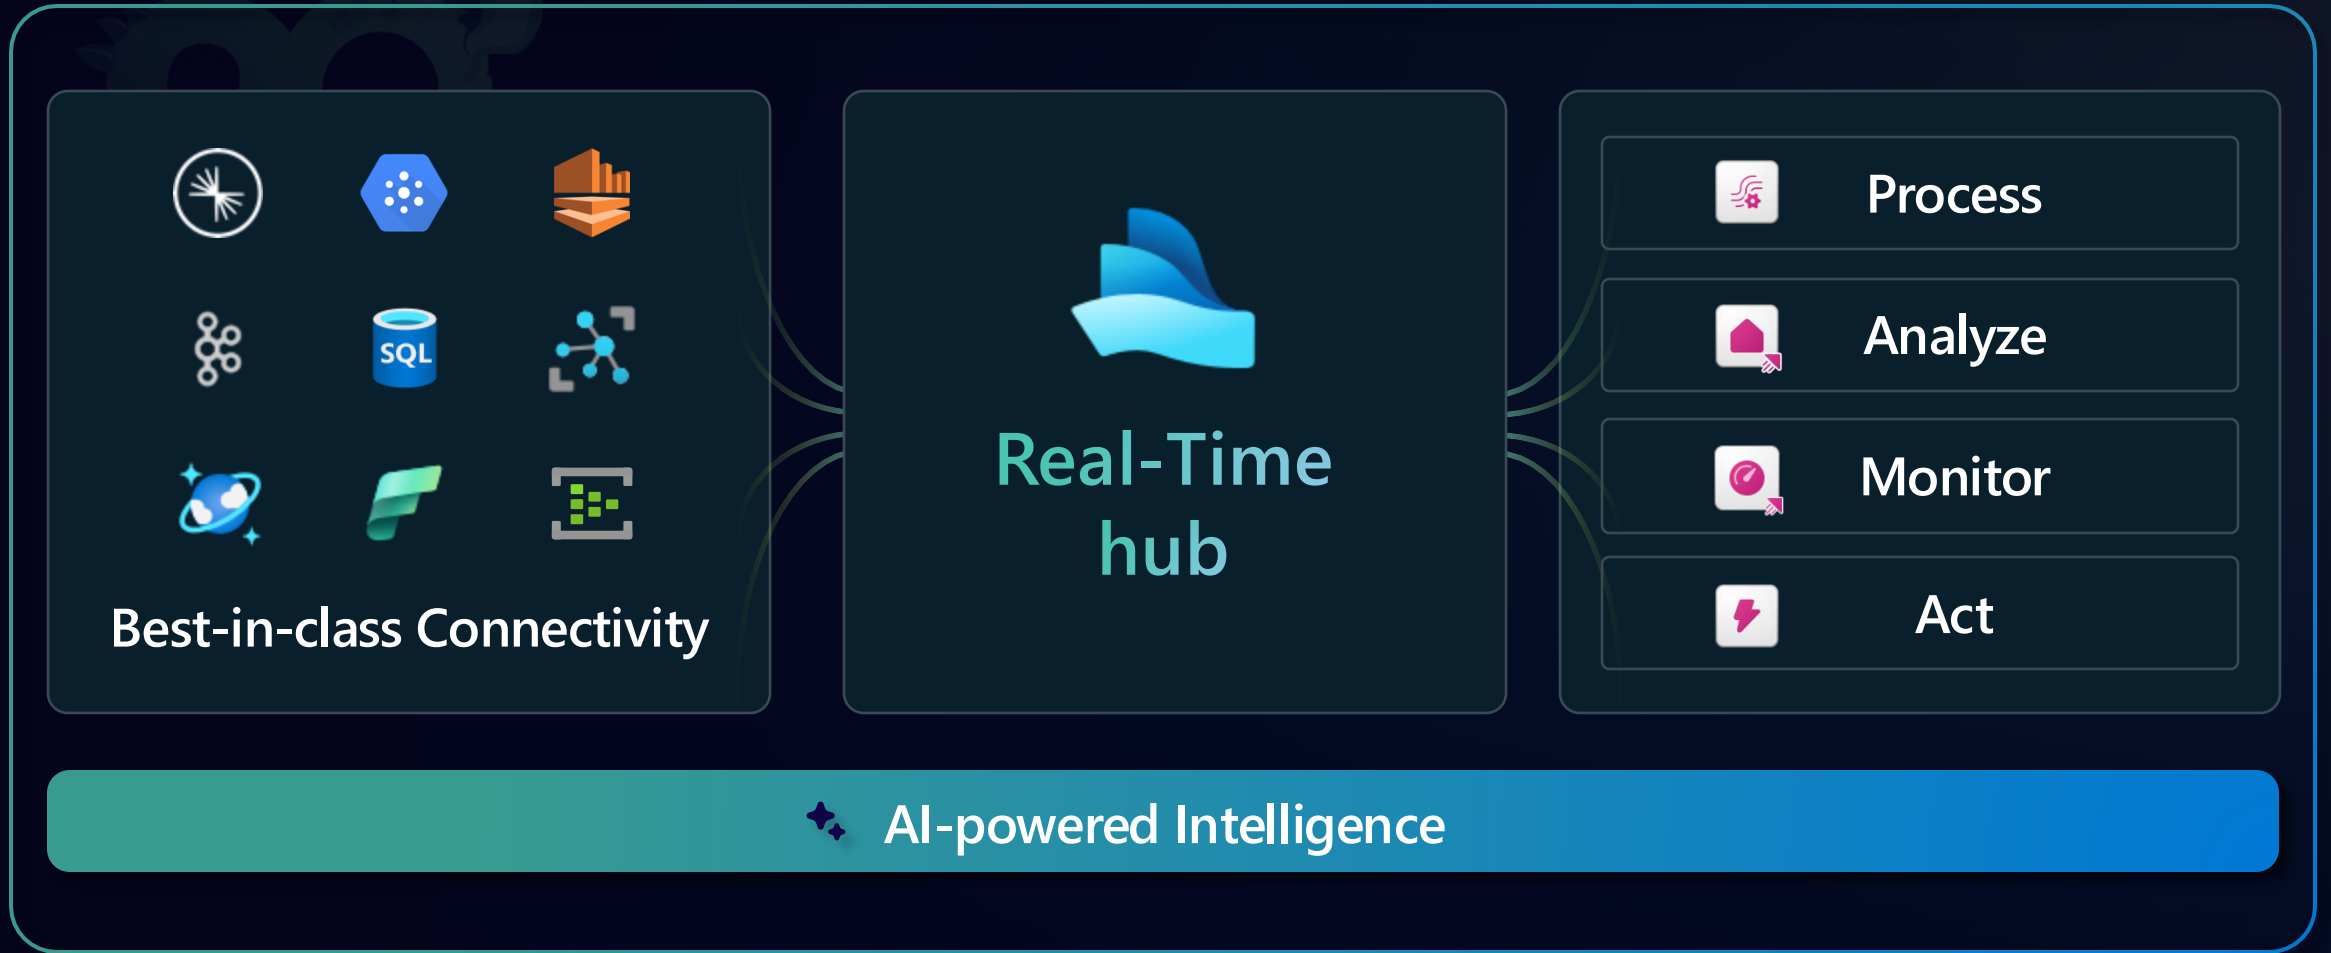 SQL
Best-in-class Connectivity
Real-Time
hub
Process
Analyze
Monitor
Act
AI-powered Intelligence